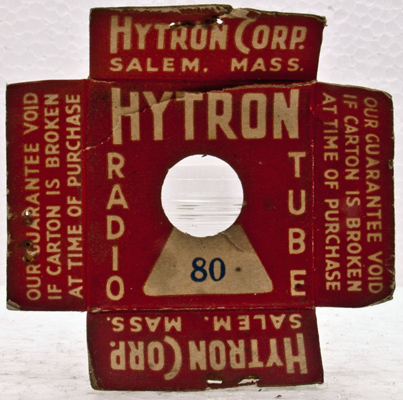 HYTRON CORP.
SALEM, MASS.
HYTRON
RADIO
TUBE
80
OUR GUARANTEE VOID
IF CARTON IS BROKEN
AT TIME OF PURCHASE
OUR GUARANTEE VOID
IF CARTON IS BROKEN
AT TIME OF PURCHASE
HYTRON CORP.
SALEM, MASS.